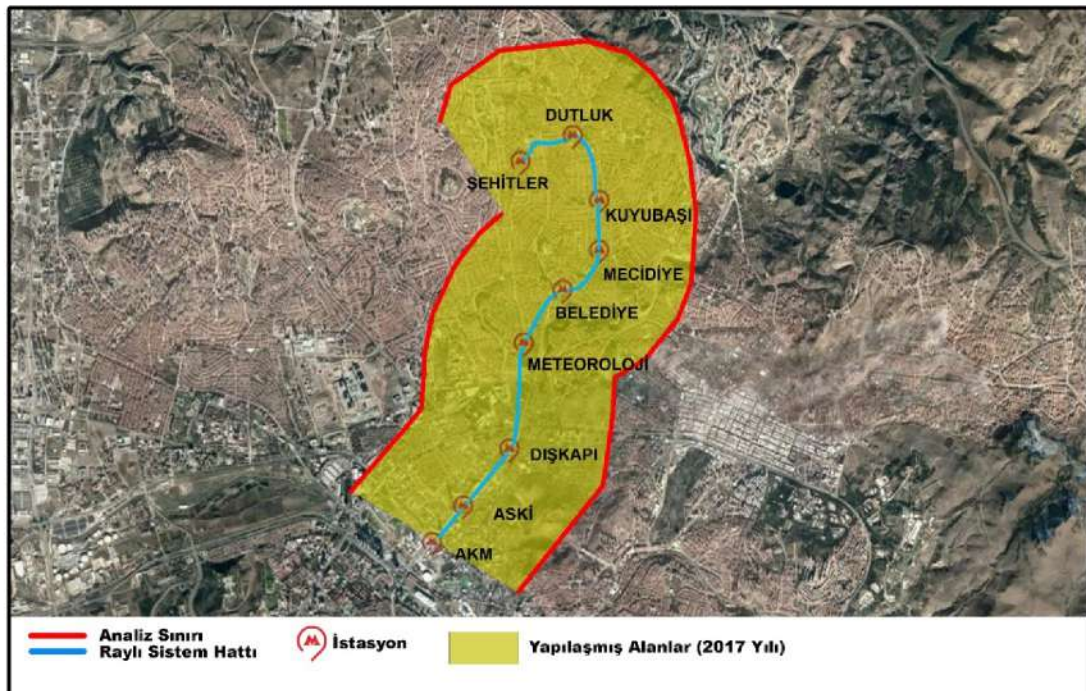 DUTLUK
ŞEHİTLER
KUYUBAŞI
MECİDİYE
BELEDİYE
METEOROLOJİ
DIŞKAPI
ASKİ
AKM
Analiz Sınırı
Raylı Sistem Hattı
İstasyon
Yapılaşmış Alanlar (2017 Yılı)